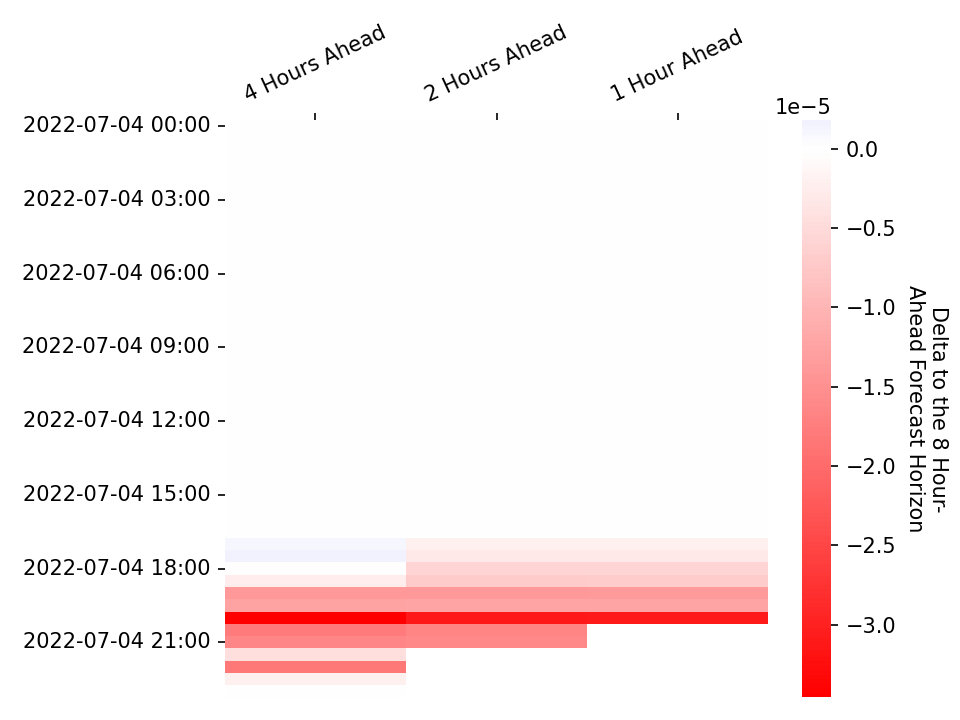 4 Hours Ahead
2 Hours Ahead
1 Hour Ahead
1e−5
2022-07-04 00:00
2022-07-04 03:00
2022-07-04 06:00
2022-07-04 09:00
2022-07-04 12:00
2022-07-04 15:00
2022-07-04 18:00
2022-07-04 21:00
0.0
−0.5
−1.0
−1.5
−2.0
−2.5
−3.0
Delta to the 8 Hour-
Ahead Forecast Horizon